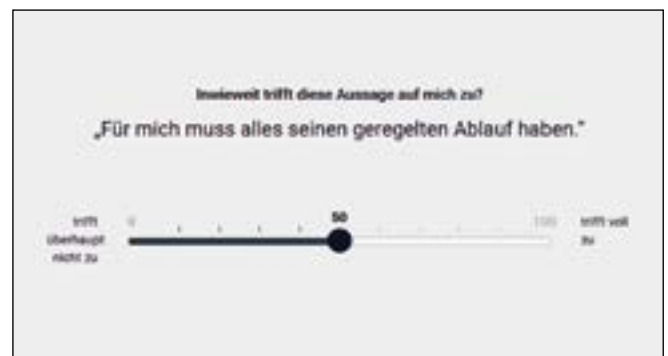 Inwieweit trifft diese Aussage auf mich zu?
„Für mich muss alles seinen geregelten Ablauf haben.“
trifft
überhaupt
nicht zu
0
50
100
trifft voll
zu